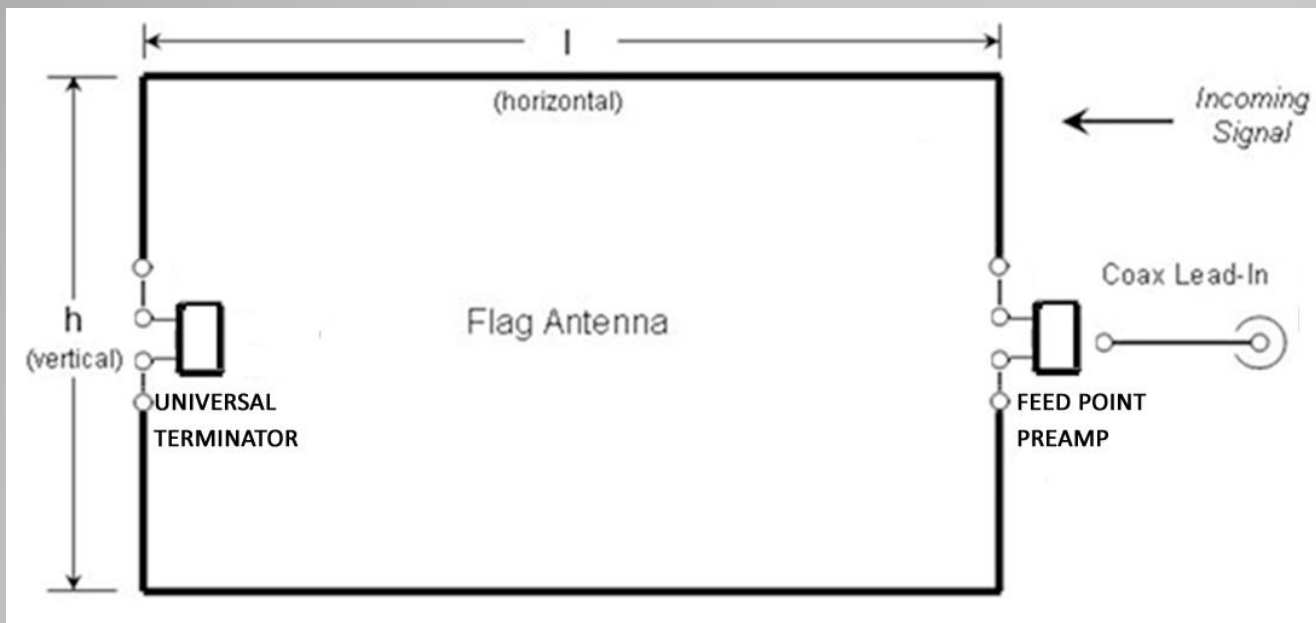 l
(horizontal)
Incoming
Signal
Coax Lead-In
h
(vertical)
Flag Antenna
UNIVERSAL
TERMINATOR
FEED POINT
PREAMP